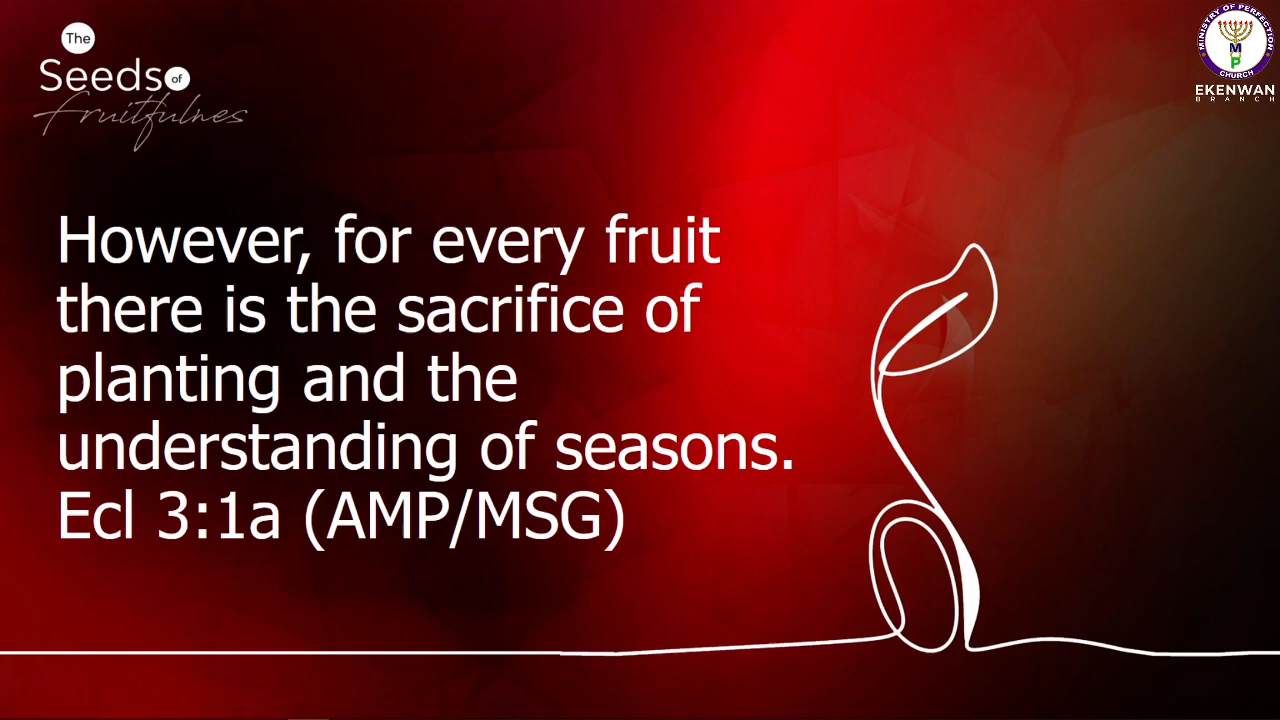 The
Seeds of
fruitfulnes
MINISTRY OF PERFECTION
M
P
CHURCH
EKENWAN
BRANCH
However, for every fruit
there is the sacrifice of
planting and the
understanding of seasons.
Ecl 3:1a (AMP/MSG)